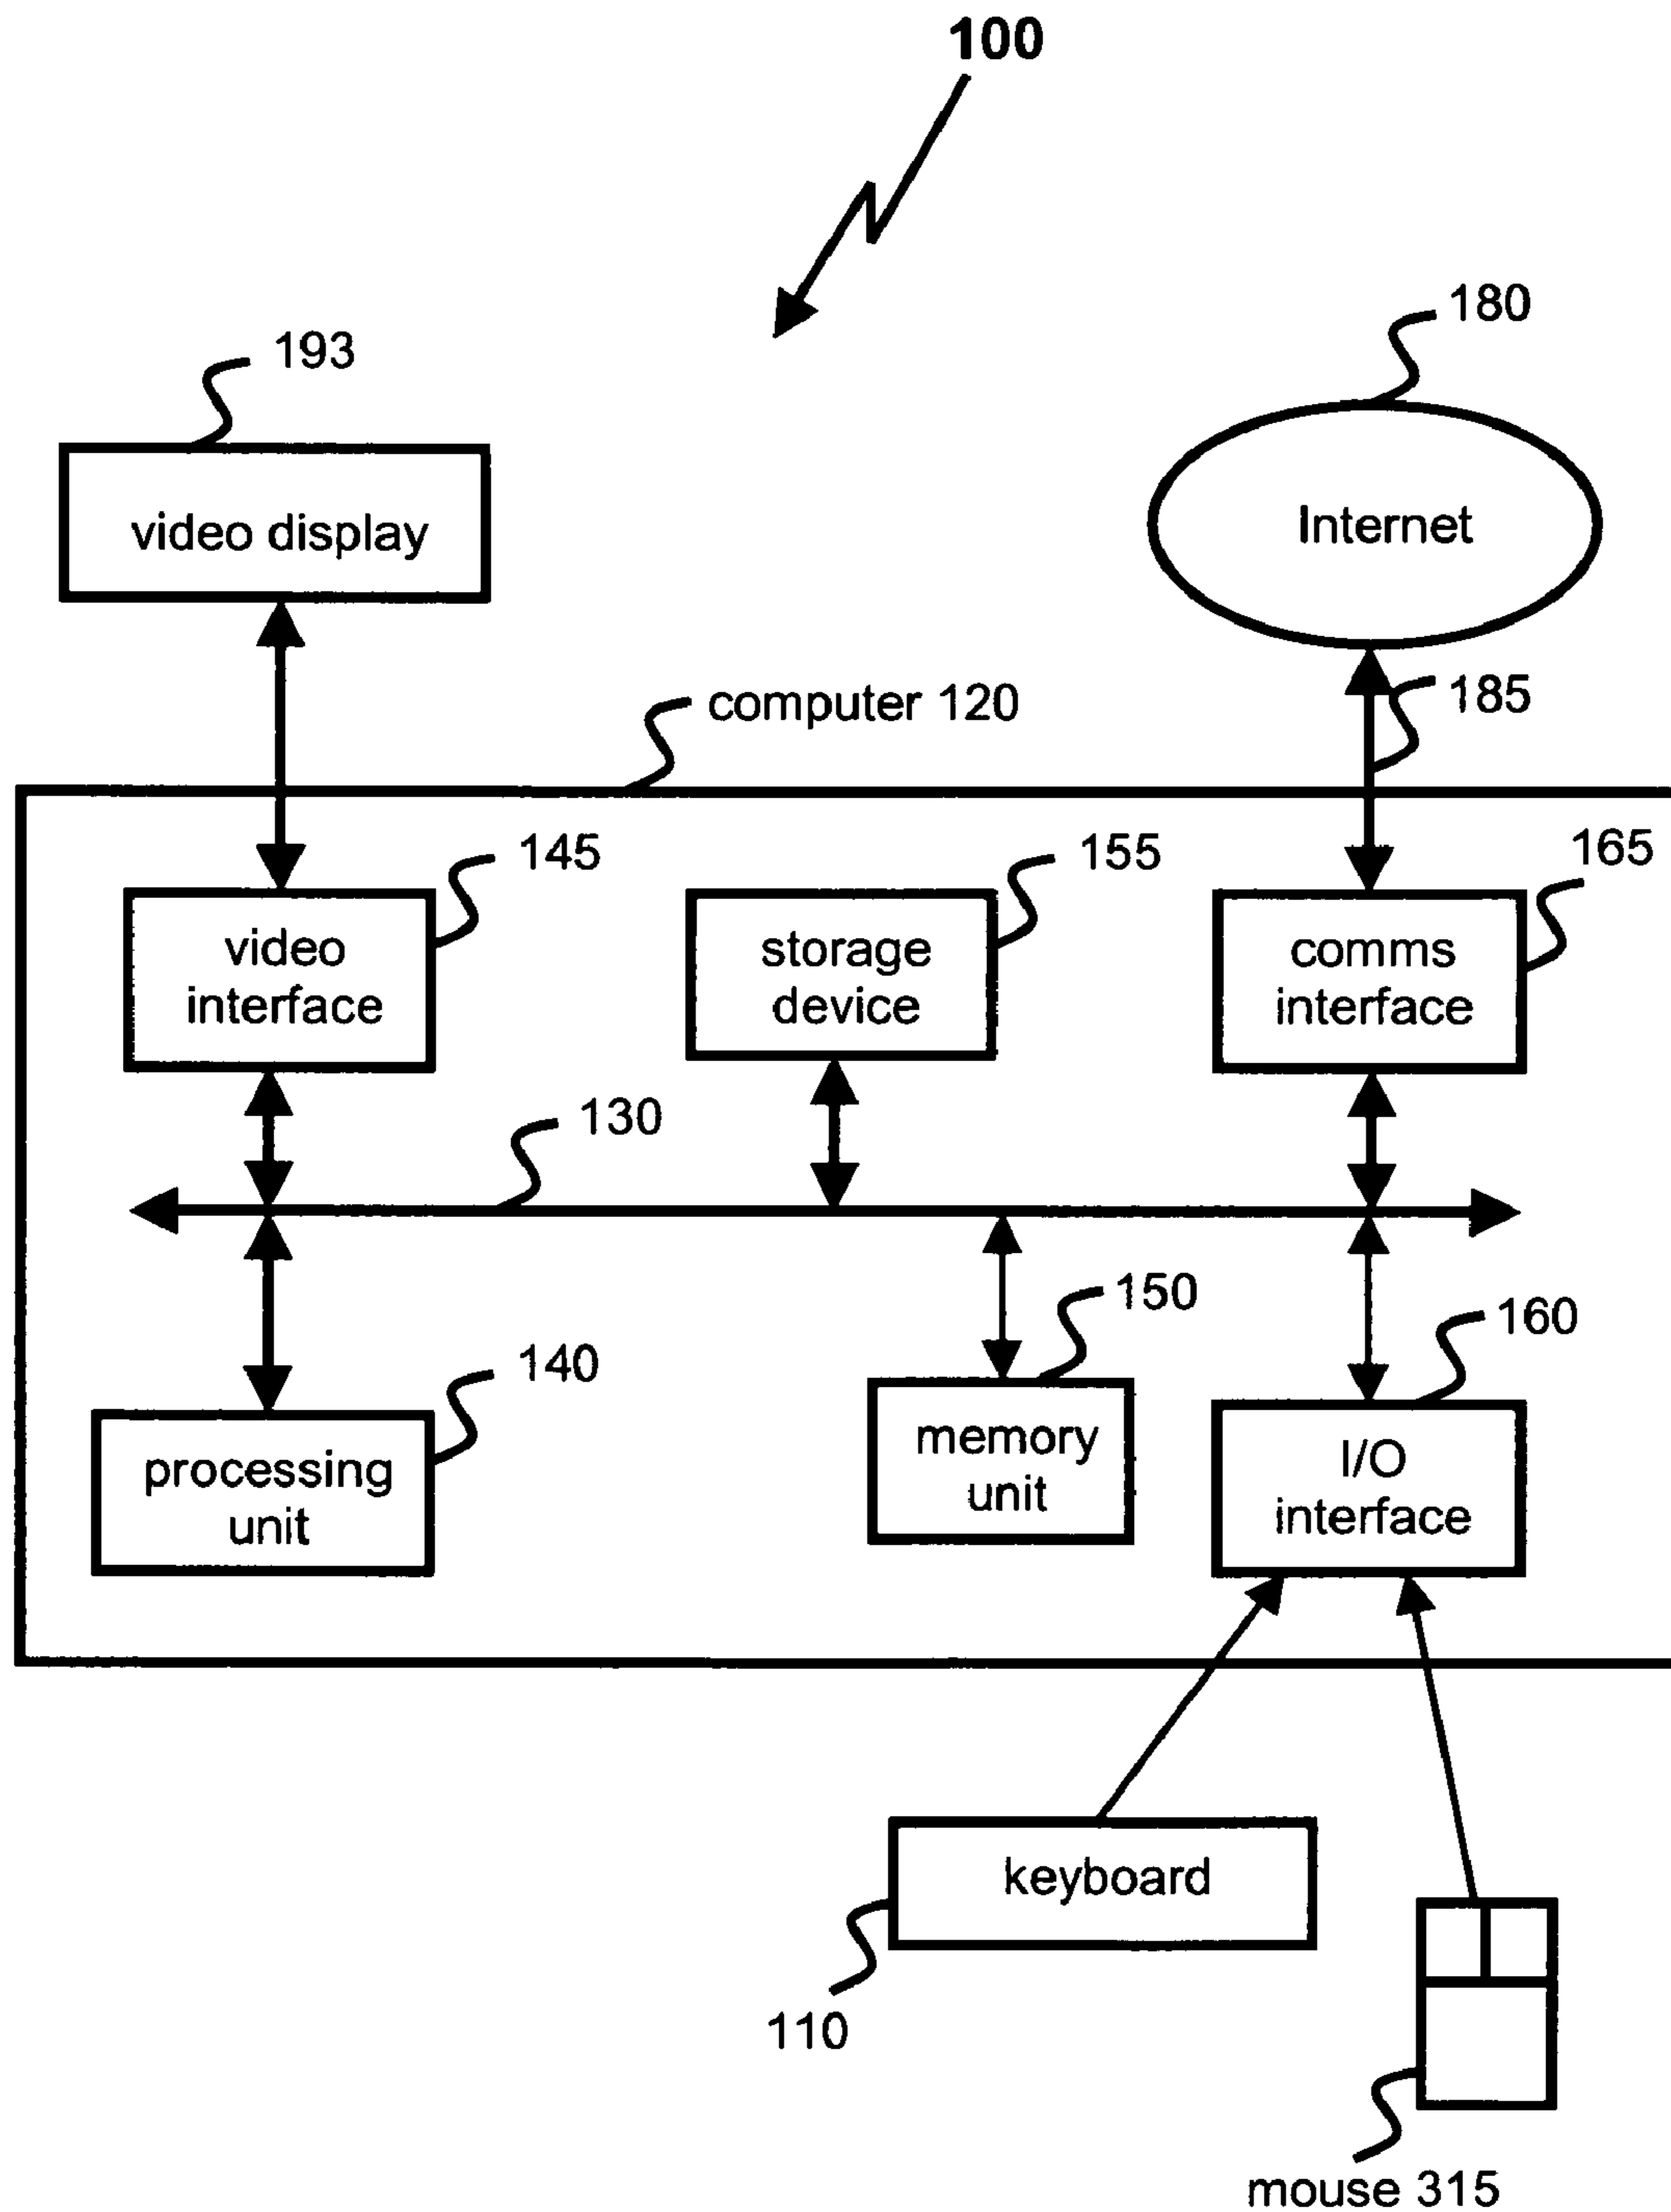 100
180
193
video display
Internet
computer 120
185
145
155
165
video
interface
storage
device
comms
interface
130
150
160
140
processing
unit
memory
unit
I/O
interface
keyboard
110
mouse 315